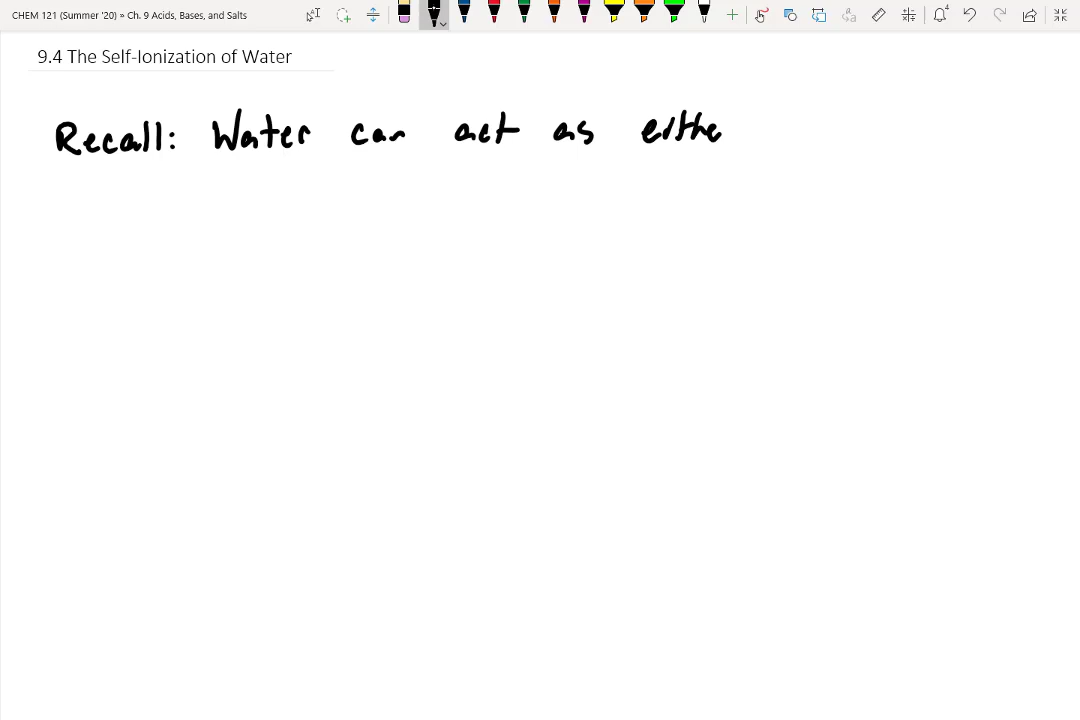 CHEM 121 (Summer '20) » Ch. 9 Acids, Bases, and Salts
9.4 The Self-Ionization of Water
Recall: Water can act as eithe